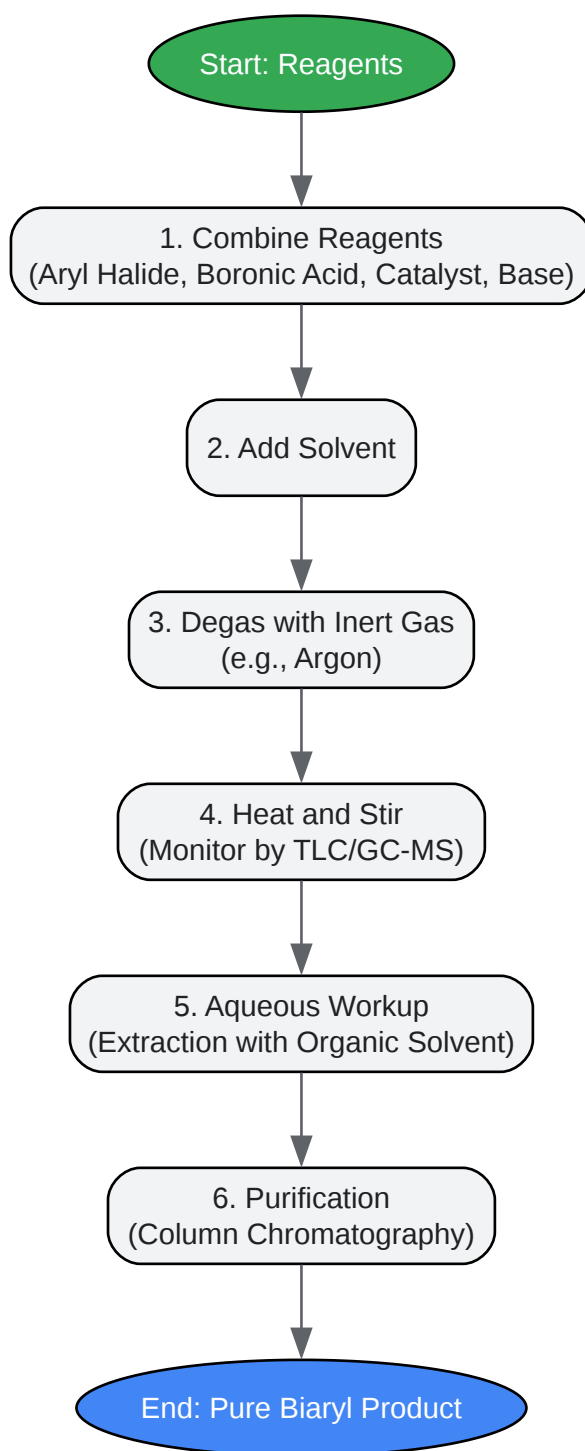 Start: Reagents
1. Combine Reagents
(Aryl Halide, Boronic Acid, Catalyst, Base)
2. Add Solvent
3. Degas with Inert Gas
(e.g., Argon)
4. Heat and Stir
(Monitor by TLC/GC-MS)
5. Aqueous Workup
(Extraction with Organic Solvent)
6. Purification
(Column Chromatography)
End: Pure Biaryl Product